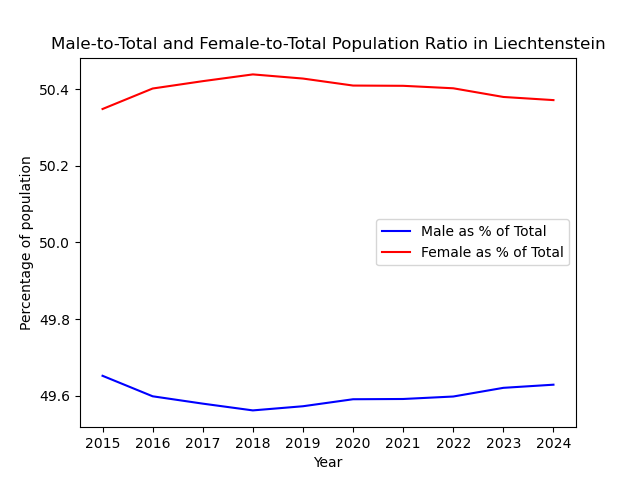 Male-to-Total and Female-to-Total Population Ratio in Liechtenstein
Percentage of population
50.4
50.2
50.0
49.8
49.6
Male as % of Total
Female as % of Total
2015 2016 2017 2018 2019 2020 2021 2022 2023 2024
Year